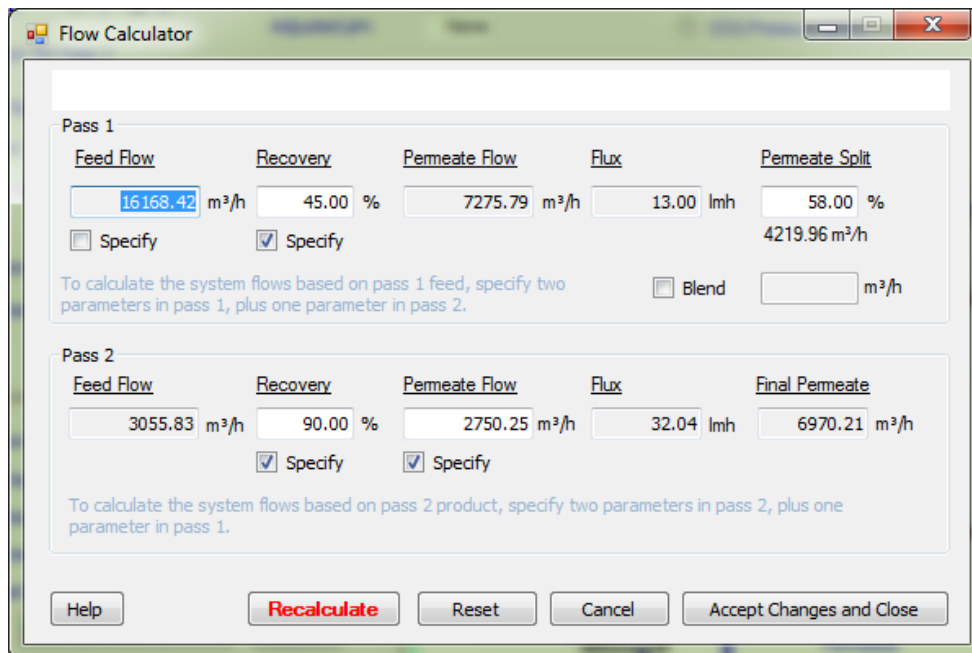 Flow Calculator
Pass 1
Feed Flow Recovery Permeate Flow Flux Permeate Split
16168.42 m³/h 45.00 % 7275.79 m³/h 13.00 lmh 58.00 %
Specify Specify 4219.96 m³/h
To calculate the system flows based on pass 1 feed, specify two
parameters in pass 1, plus one parameter in pass 2.
Blend m³/h
Pass 2
Feed Flow Recovery Permeate Flow Flux Final Permeate
3055.83 m³/h 90.00 % 2750.25 m³/h 32.04 lmh 6970.21 m³/h
Specify Specify
To calculate the system flows based on pass 2 product, specify two parameters in pass 2, plus one
parameter in pass 1.
Help Recalculate Reset Cancel Accept Changes and Close